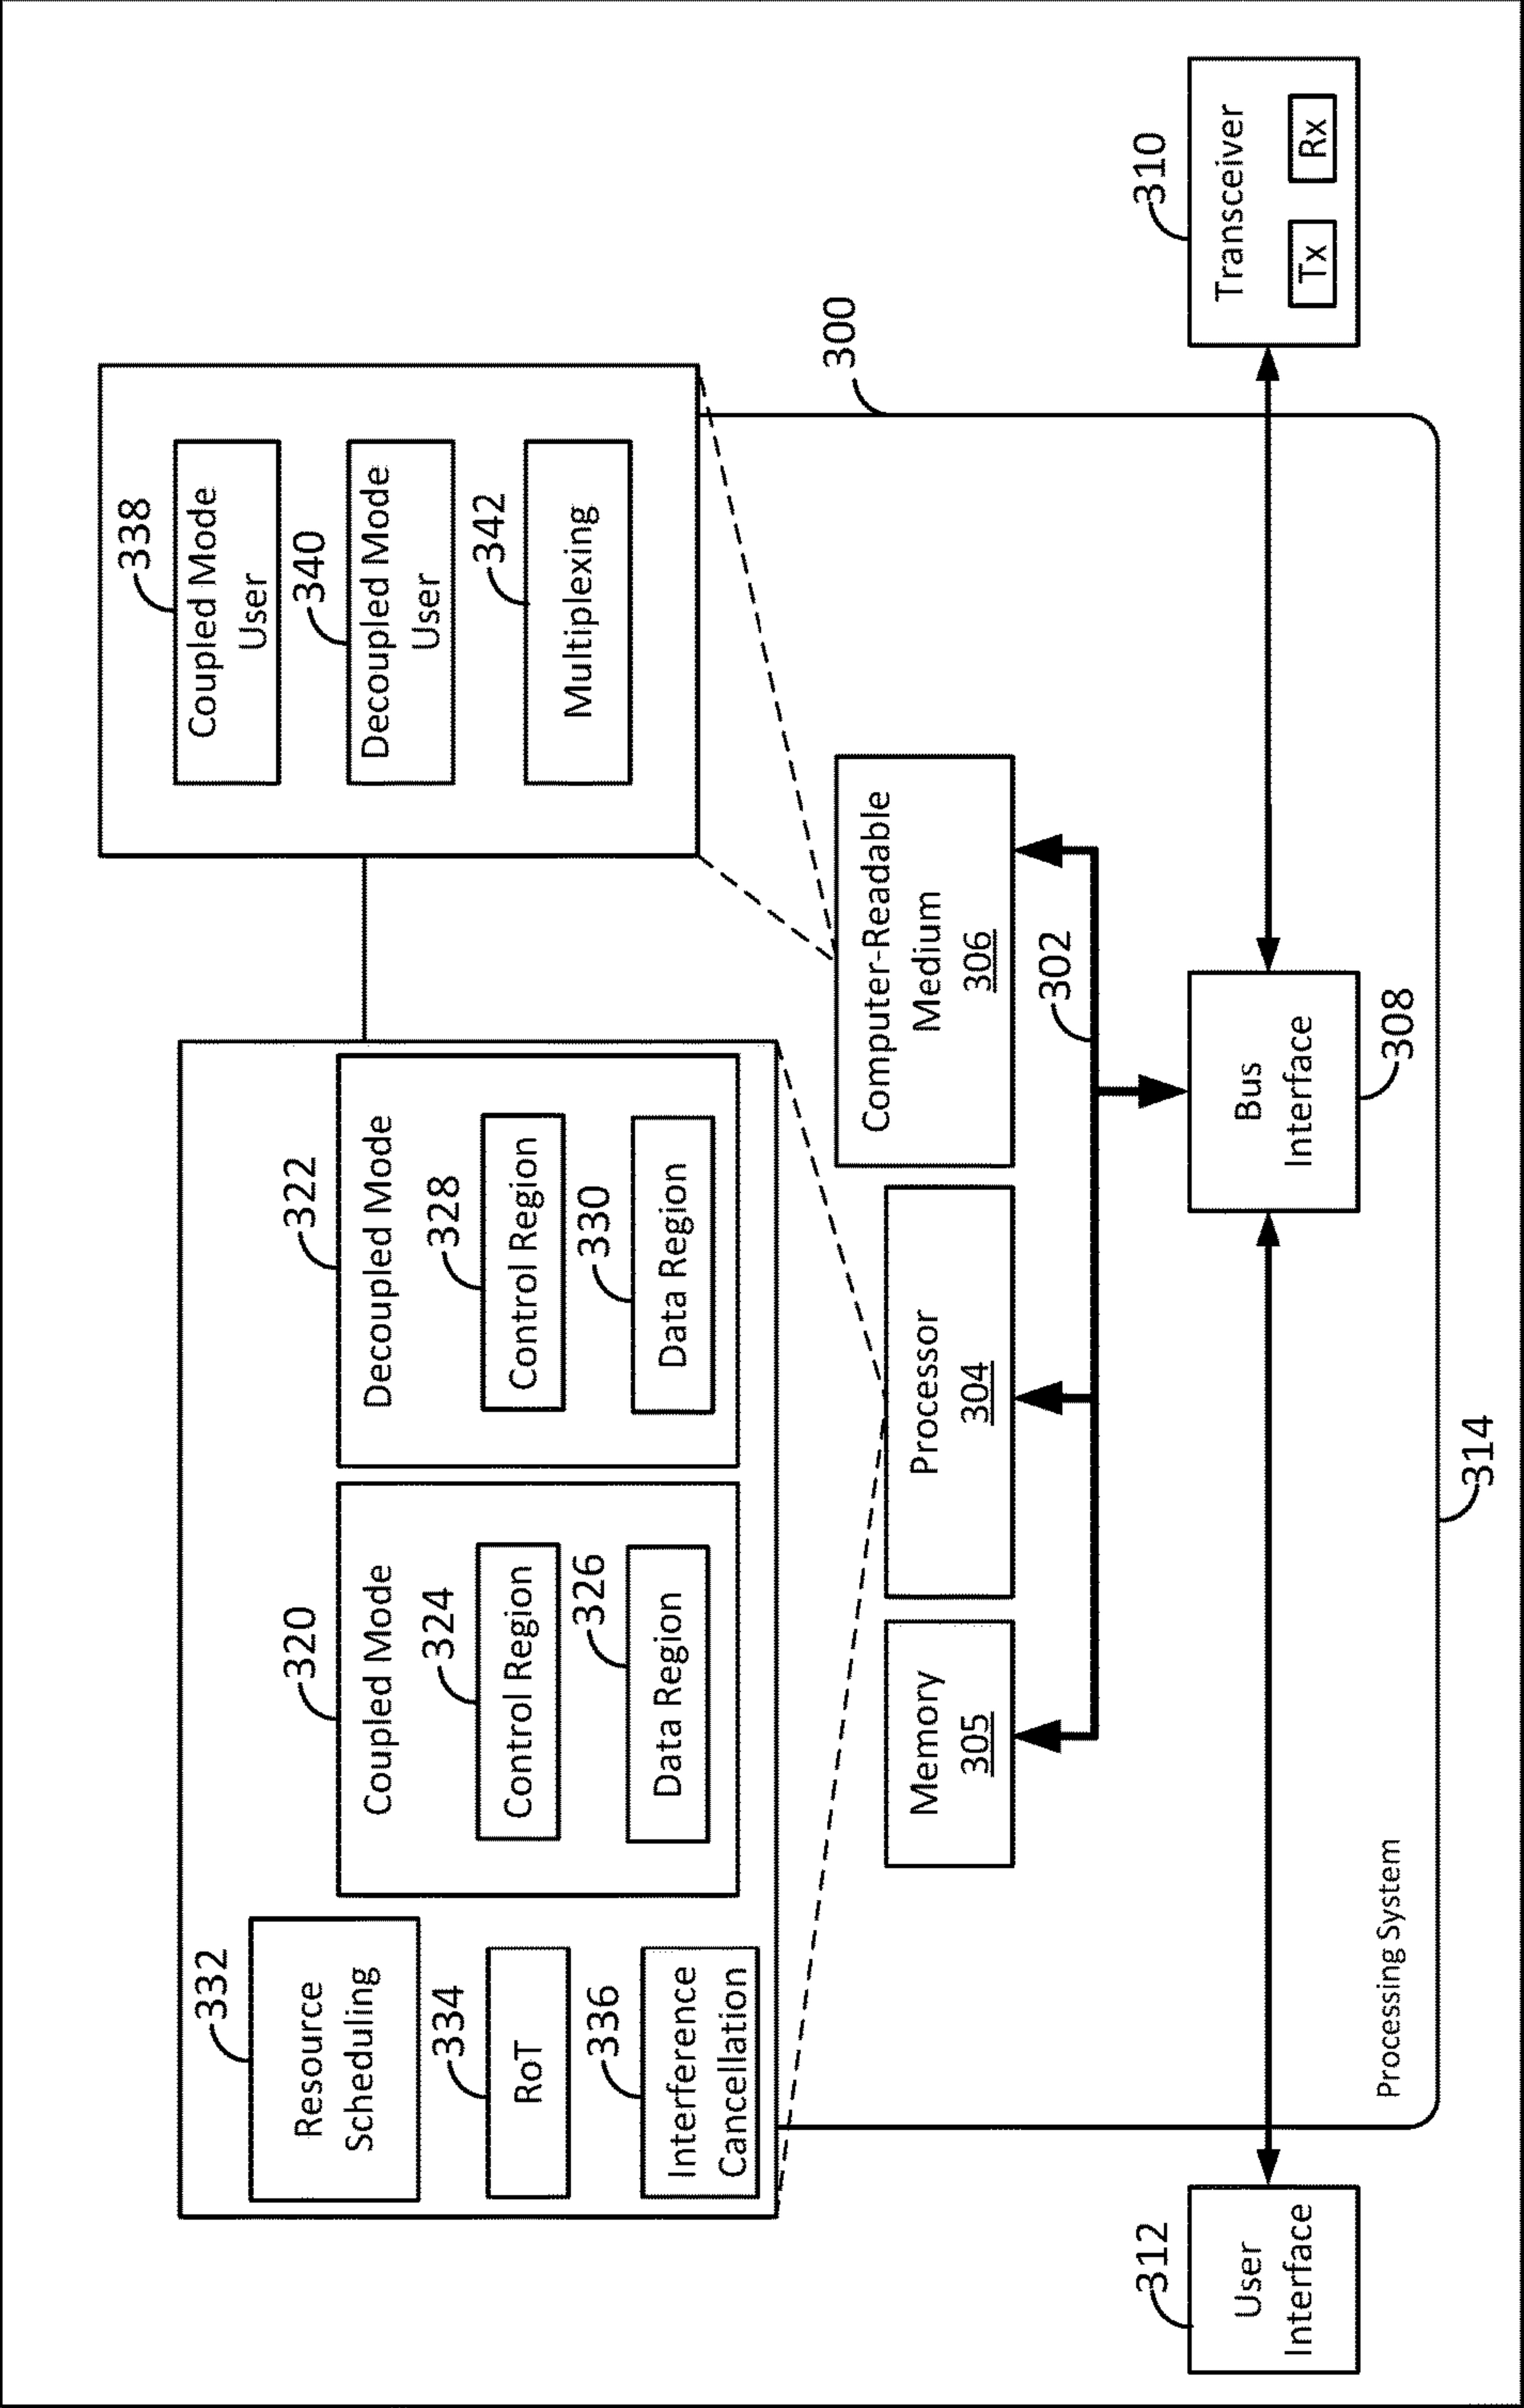 332
Resource
Scheduling
334
RoT
336
Interference
Cancellation
320
Coupled Mode
324
Control Region
326
Data Region
322
Decoupled Mode
328
Control Region
330
Data Region
338
Coupled Mode
User
340
Decoupled Mode
User
342
Multiplexing
300
Memory
305
Processor
304
Computer-Readable
Medium
306
302
312
User
Interface
Bus
Interface
308
310
Transceiver
Tx
Rx
Processing System
314